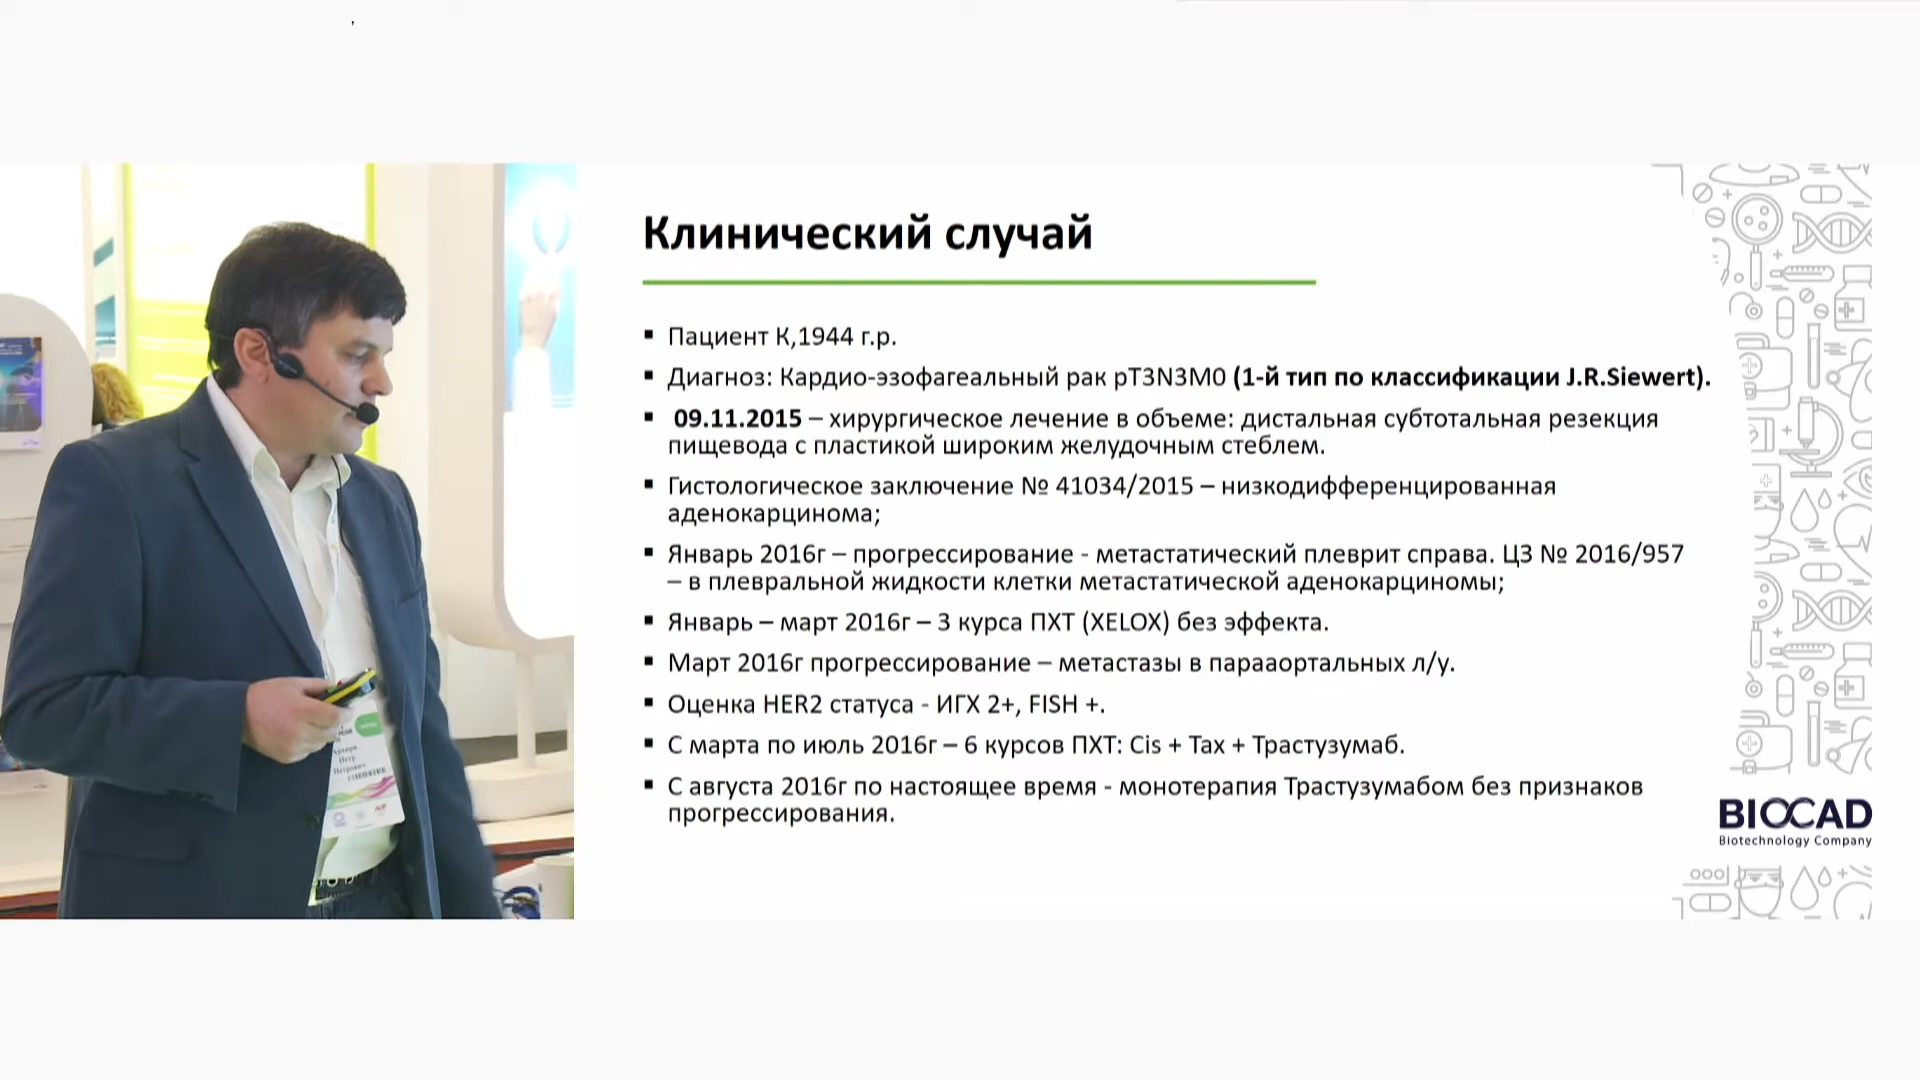 Клинический случай
▪ Пациент К,1944 г.р.
▪ Диагноз: Кардио-эзофагеальный рак pT3N3M0 (1-й тип по классификации J.R.Siewert).
▪ 09.11.2015 – хирургическое лечение в объеме: дистальная субтотальная резекция
пищевода с пластикой широким желудочным стеблем.
▪ Гистологическое заключение № 41034/2015 – низкодифференцированная
аденокарцинома;
▪ Январь 2016г – прогрессирование - метастатический плеврит справа. ЦЗ № 2016/957
– в плевральной жидкости клетки метастатической аденокарциномы;
▪ Январь – март 2016г – 3 курса ПХТ (XELOX) без эффекта.
▪ Март 2016г прогрессирование – метастазы в парааортальных л/у.
▪ Оценка HER2 статуса - ИГХ 2+, FISH +.
▪ С марта по июль 2016г – 6 курсов ПХТ: Cis + Tax + Трастузумаб.
▪ С августа 2016г по настоящее время - монотерапия Трастузумабом без признаков
прогрессирования.
BIOCAD
Biotechnology Company
Петр
Петрович